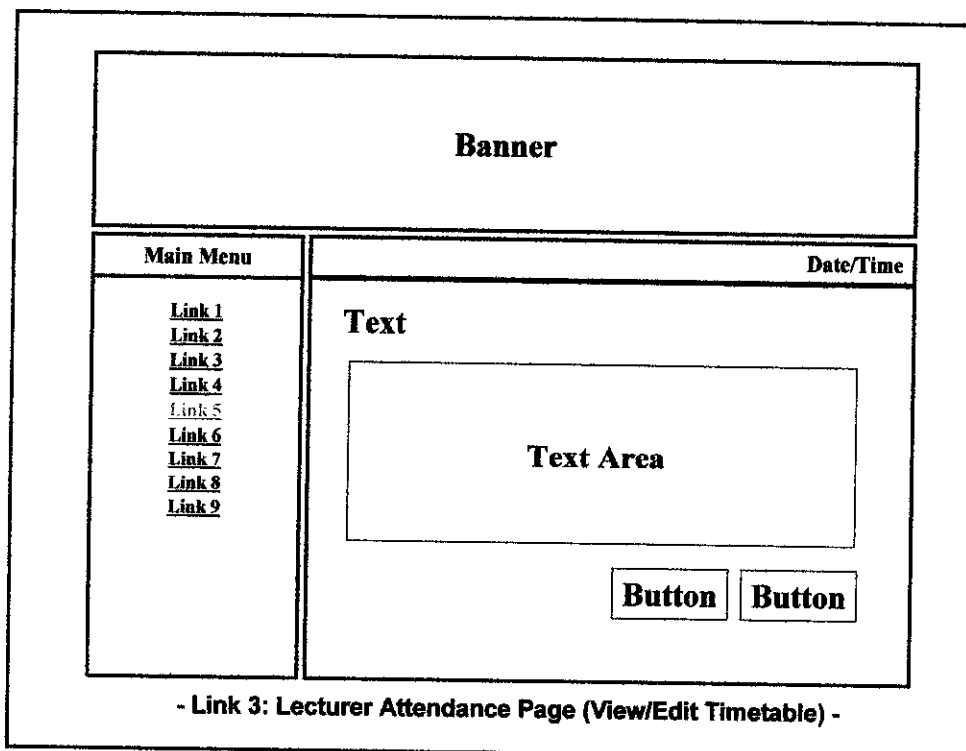 Banner
Main Menu
Date/Time
Link 1
Link 2
Link 3
Link 4
Link 5
Link 6
Link 7
Link 8
Link 9
Text
Text Area
Button Button
- Link 3: Lecturer Attendance Page (View/Edit Timetable) -